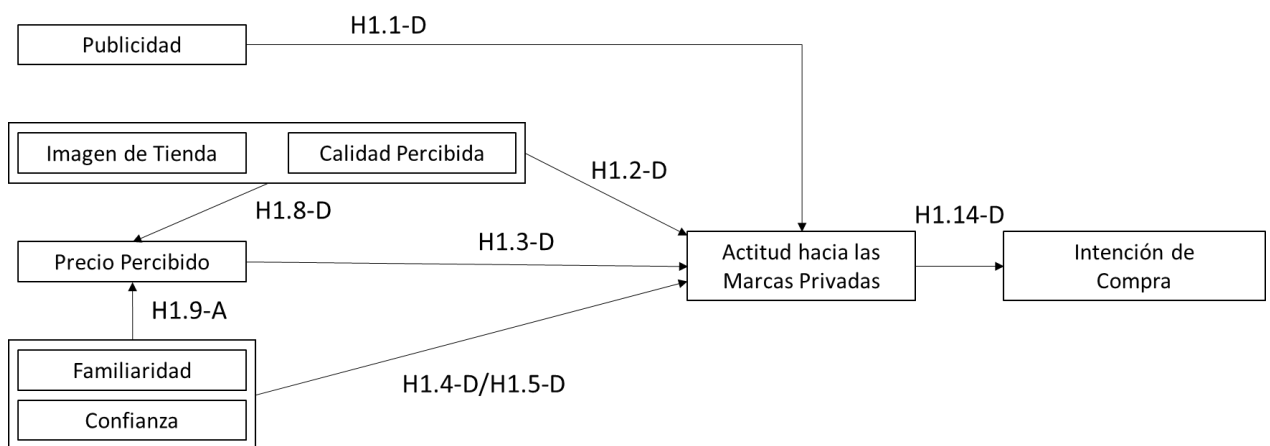 H1.1-D
Publicidad
Imagen de Tienda
Calidad Percibida
H1.2-D
H1.8-D
H1.14-D
H1.3-D
Precio Percibido
Actitud hacia las
Marcas Privadas
Intención de
Compra
H1.9-A
Familiaridad
H1.4-D/H1.5-D
Confianza